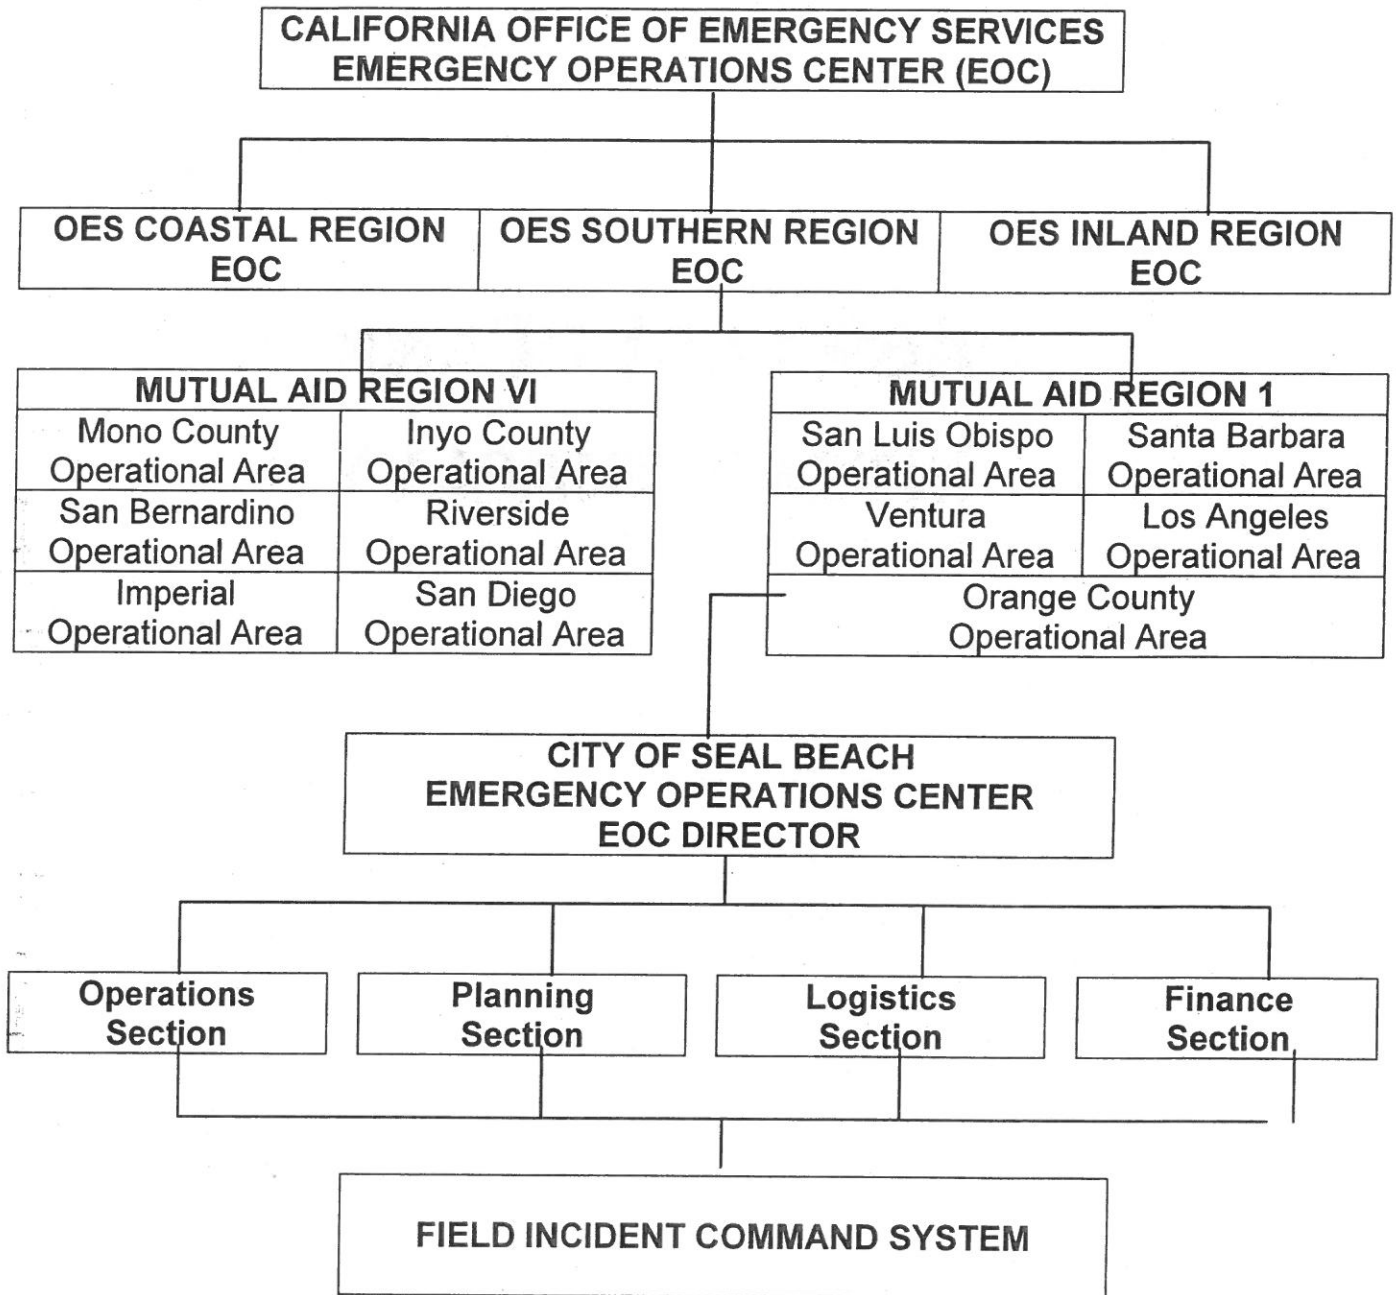 CALIFORNIA OFFICE OF EMERGENCY SERVICES
EMERGENCY OPERATIONS CENTER (EOC)
OES COASTAL REGION
EOC
OES SOUTHERN REGION
EOC
OES INLAND REGION
EOC
MUTUAL AID REGION VI
Mono County
Operational Area
Inyo County
Operational Area
San Bernardino
Operational Area
Riverside
Operational Area
Imperial
Operational Area
San Diego
Operational Area
MUTUAL AID REGION 1
San Luis Obispo
Operational Area
Santa Barbara
Operational Area
Ventura
Operational Area
Los Angeles
Operational Area
Orange County
Operational Area
CITY OF SEAL BEACH
EMERGENCY OPERATIONS CENTER
EOC DIRECTOR
Operations
Section
Planning
Section
Logistics
Section
Finance
Section
FIELD INCIDENT COMMAND SYSTEM